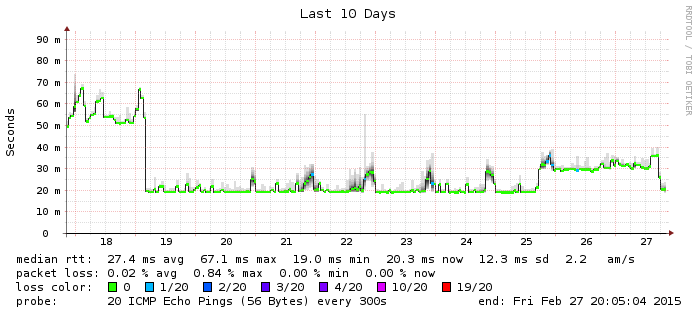 Last 10 Days
RRDTOOL / TOBI OETIKER
Seconds
90 m
80 m
70 m
60 m
50 m
40 m
30 m
20 m
10 m
0
18 19 20 21 22 23 24 25 26 27
median rtt: 27.4 ms avg 67.1 ms max 19.0 ms min 20.3 ms now 12.3 ms sd 2.2 am/s
packet loss: 0.02 % avg 0.84 % max 0.00 % min 0.00 % now
loss color: 0 1/20 2/20 3/20 4/20 10/20 19/20
probe: 20 ICMP Echo Pings (56 Bytes) every 300s end: Fri Feb 27 20:05:04 2015